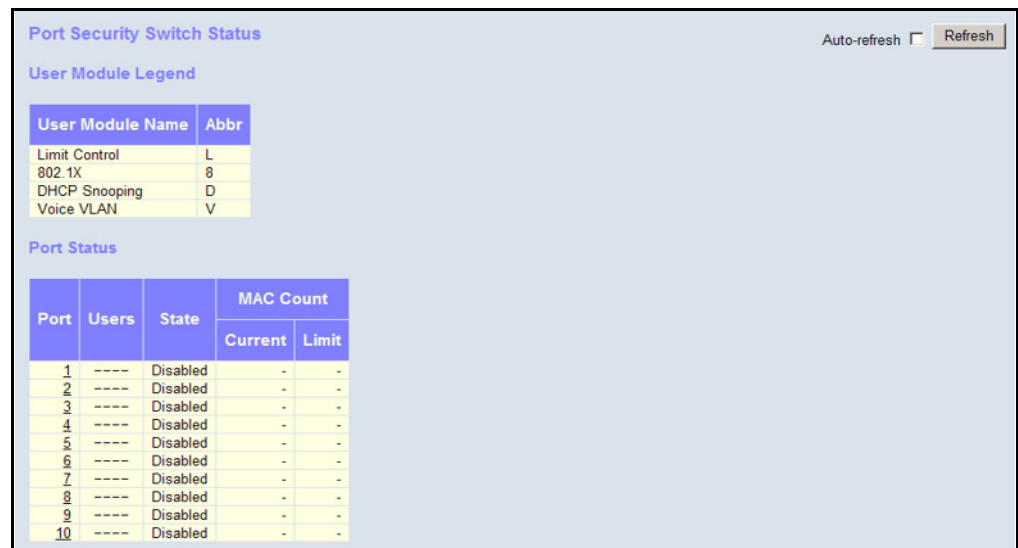 Port Security Switch Status
Auto-refresh Refresh
User Module Legend
User Module Name Abbr
Limit Control L
802.1X 8
DHCP Snooping D
Voice VLAN V
Port Status
Port Users State MAC Count
Current Limit
1 ---- Disabled - -
2 ---- Disabled - -
3 ---- Disabled - -
4 ---- Disabled - -
5 ---- Disabled - -
6 ---- Disabled - -
7 ---- Disabled - -
8 ---- Disabled - -
9 ---- Disabled - -
10 ---- Disabled - -